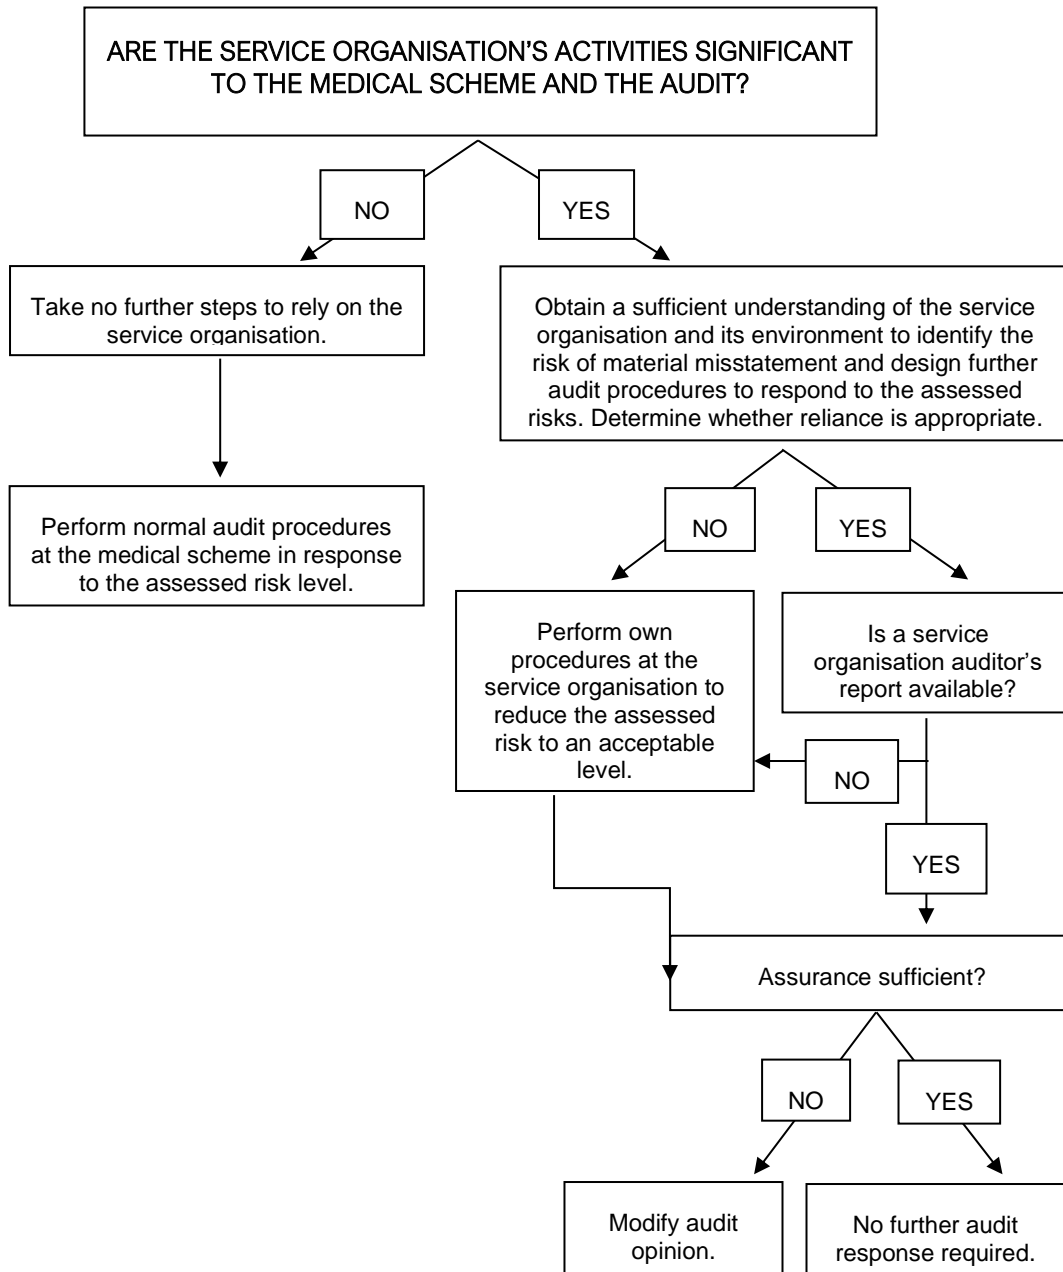 ARE THE SERVICE ORGANISATION’S ACTIVITIES SIGNIFICANT
TO THE MEDICAL SCHEME AND THE AUDIT?
NO
YES
Take no further steps to rely on the
service organisation.
Obtain a sufficient understanding of the service
organisation and its environment to identify the
risk of material misstatement and design further
audit procedures to respond to the assessed
risks. Determine whether reliance is appropriate.
Perform normal audit procedures
at the medical scheme in response
to the assessed risk level.
NO
YES
Perform own
procedures at the
service organisation to
reduce the assessed
risk to an acceptable
level.
Is a service
organisation auditor’s
report available?
NO
YES
Assurance sufficient?
NO
YES
Modify audit
opinion.
No further audit
response required.